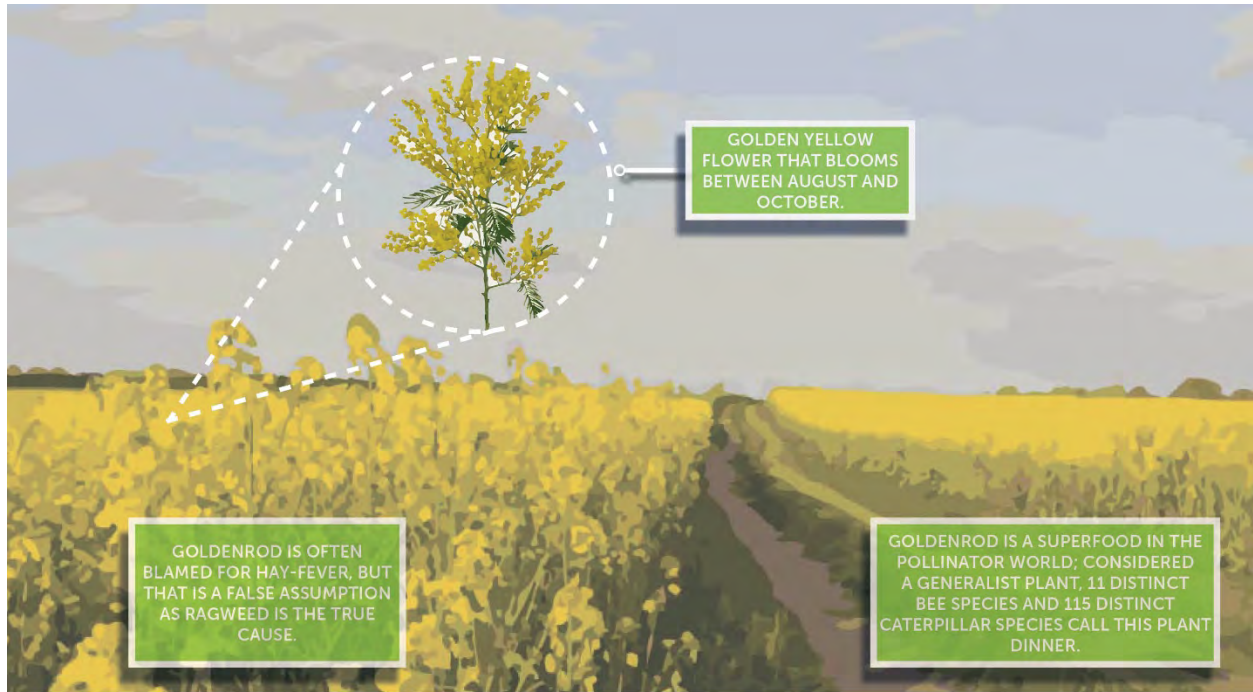 GOLDEN YELLOW
FLOWER THAT BLOOMS
BETWEEN AUGUST AND
OCTOBER.
GOLDENROD IS OFTEN
BLAMED FOR HAY-FEVER, BUT
THAT IS A FALSE ASSUMPTION
AS RAGWEED IS THE TRUE
CAUSE.
GOLDENROD IS A SUPERFOOD IN THE
POLLINATOR WORLD; CONSIDERED
A GENERALIST PLANT, 11 DISTINCT
BEE SPECIES AND 115 DISTINCT
CATERPILLAR SPECIES CALL THIS PLANT
DINNER.